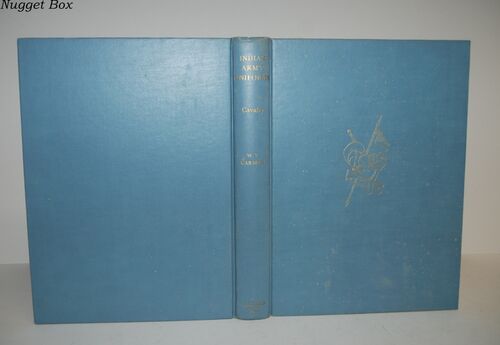 Nugget Box
INDIAN
ARMY
UNIFORMS
Cavalry
W. Y.
CARMAN